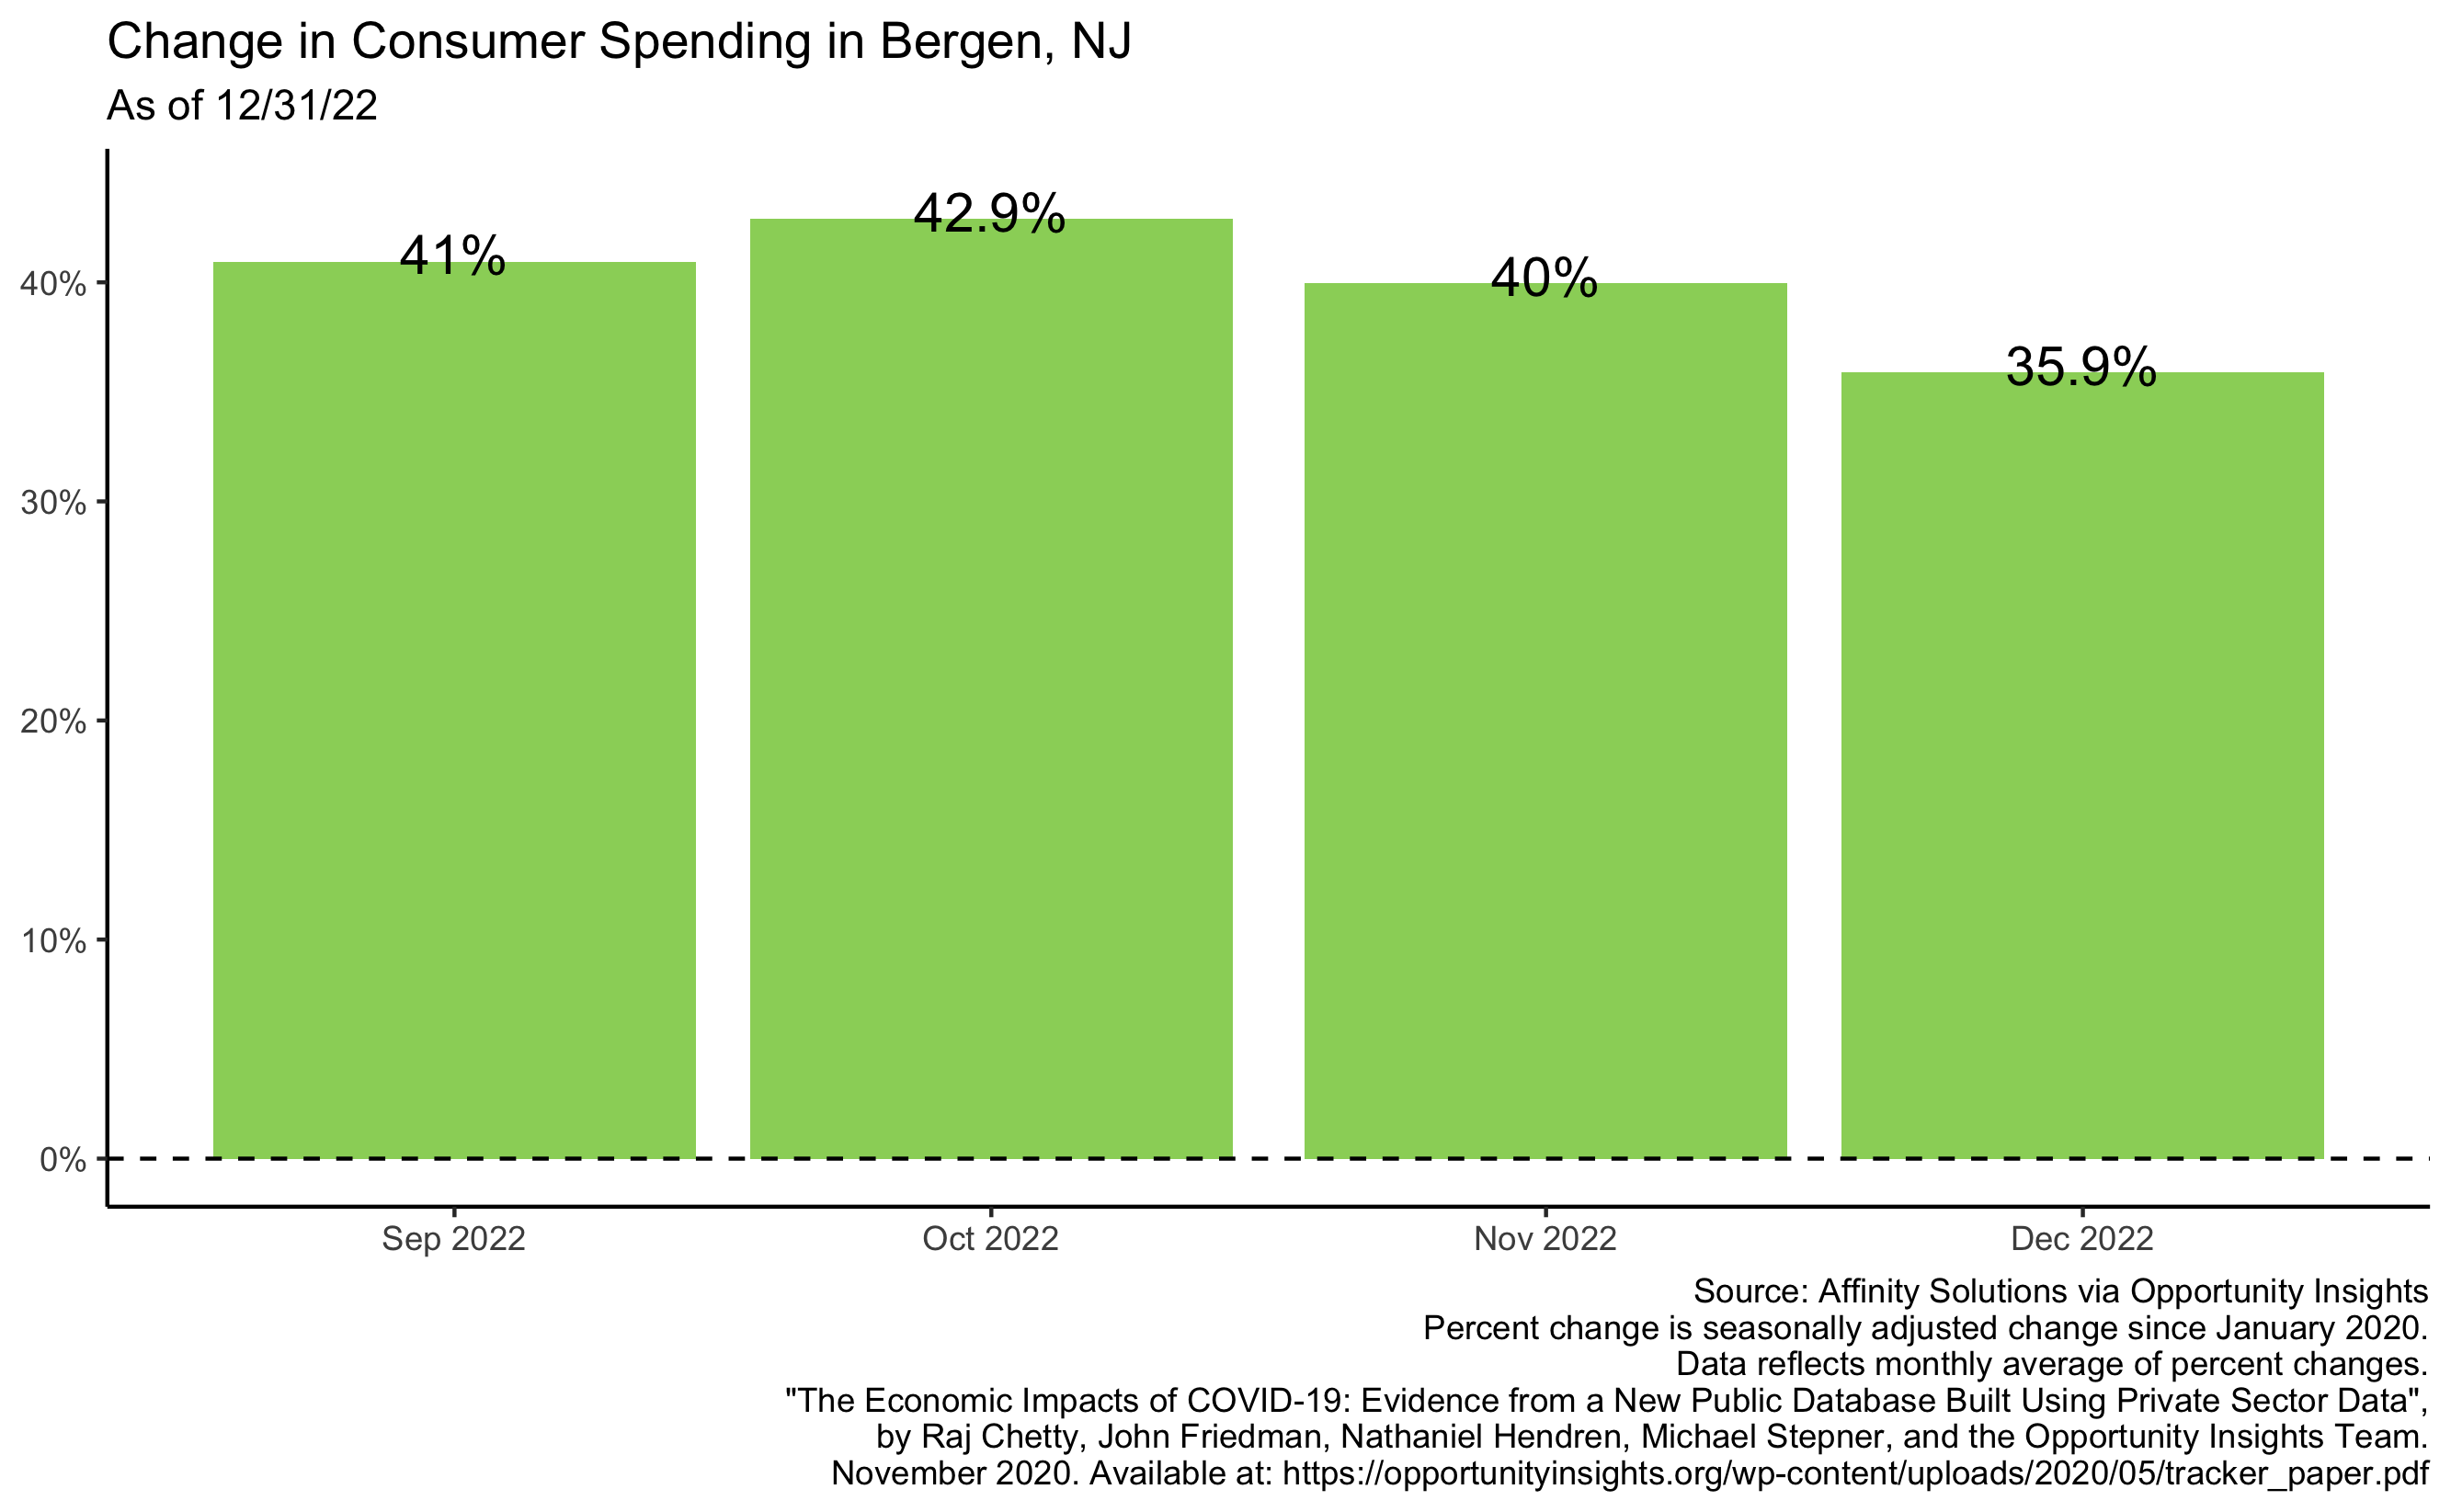 Change in Consumer Spending in Bergen, NJ
As of 12/31/22
41%
42.9%
40%
35.9%
40%
30%
20%
10%
0%
Sep 2022
Oct 2022
Nov 2022
Dec 2022
Source: Affinity Solutions via Opportunity Insights
Percent change is seasonally adjusted change since January 2020.
Data reflects monthly average of percent changes.
"The Economic Impacts of COVID-19: Evidence from a New Public Database Built Using Private Sector Data",
by Raj Chetty, John Friedman, Nathaniel Hendren, Michael Stepner, and the Opportunity Insights Team.
November 2020. Available at: https://opportunityinsights.org/wp-content/uploads/2020/05/tracker_paper.pdf